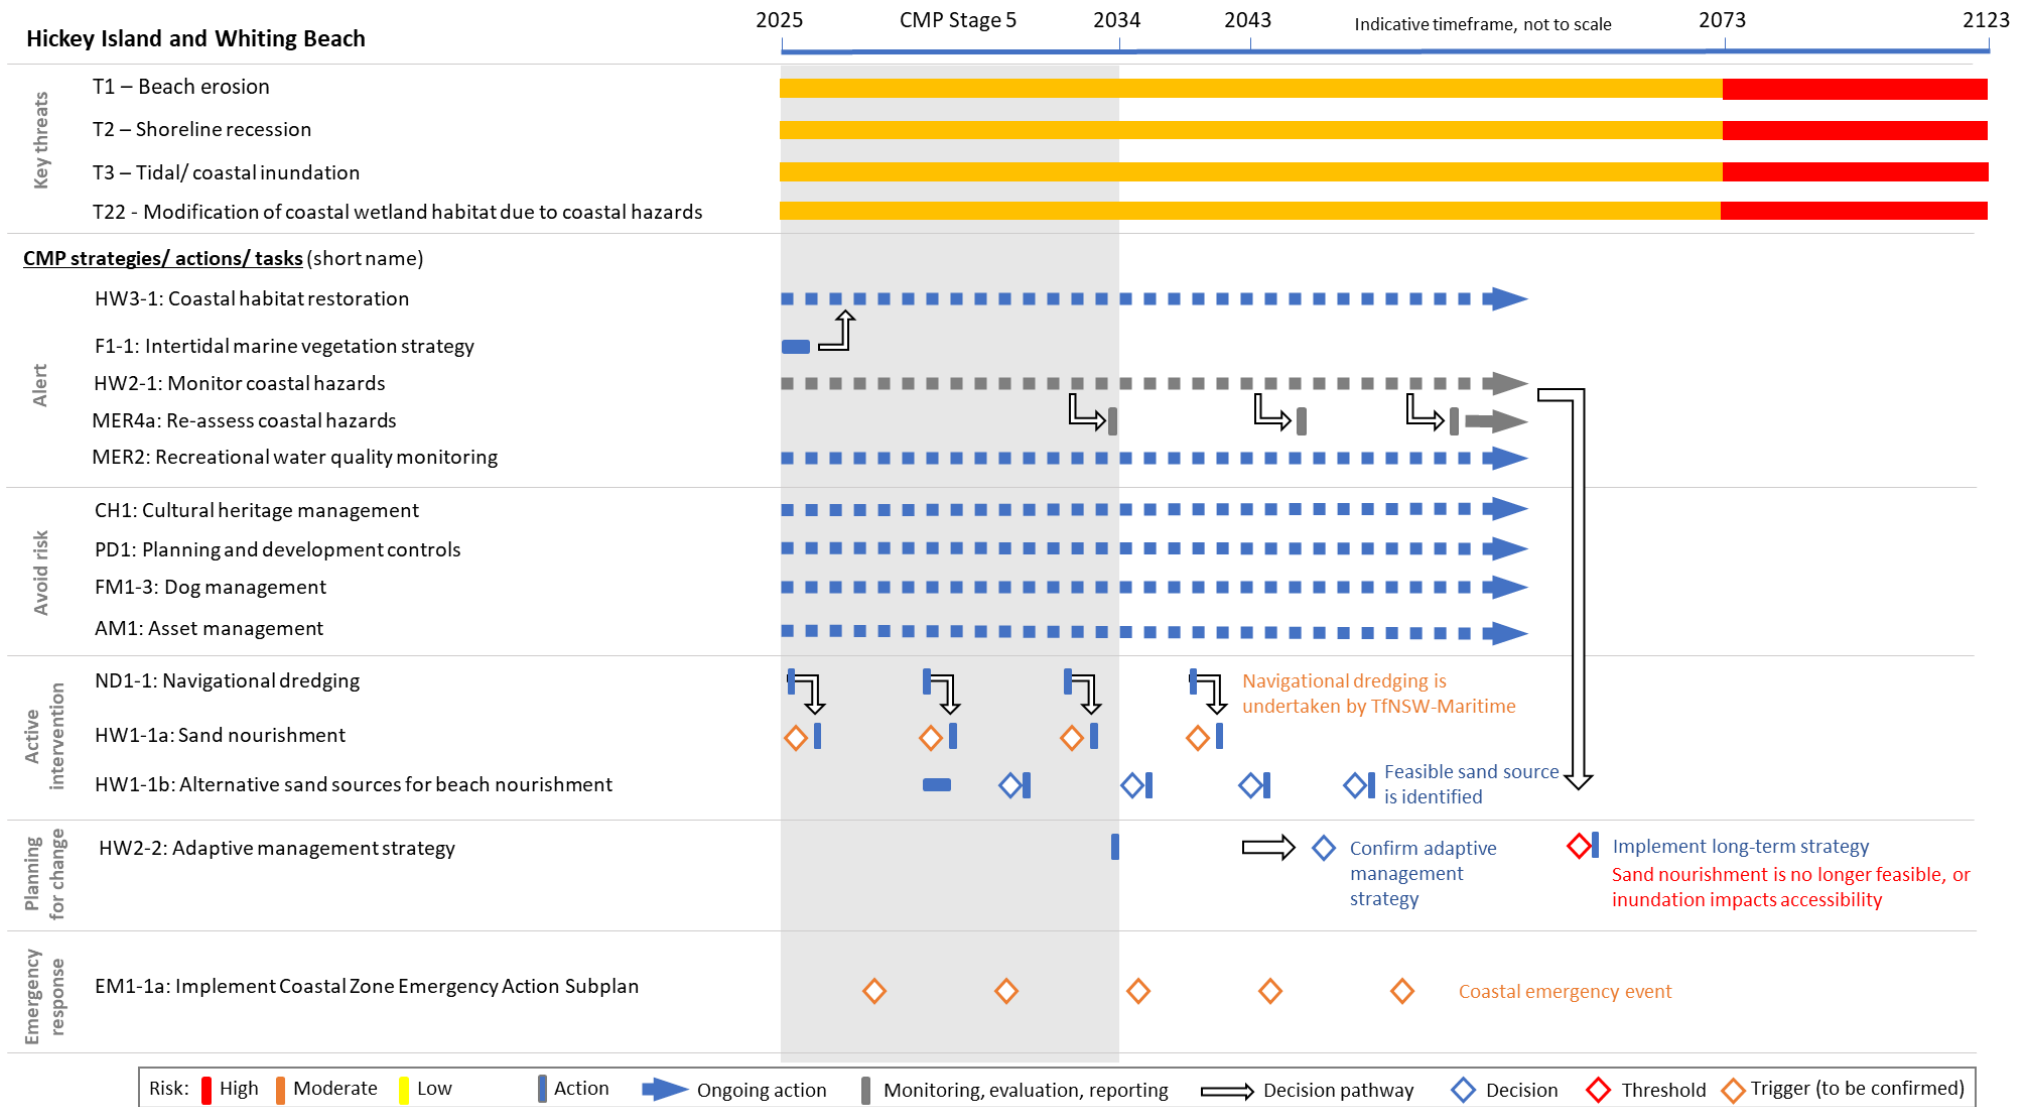 2025
CMP Stage 5
2034
2043
Indicative timeframe, not to scale
2073
2123
Hickey Island and Whiting Beach
Key threats
T1 – Beach erosion
T2 – Shoreline recession
T3 – Tidal/ coastal inundation
T22 - Modification of coastal wetland habitat due to coastal hazards
CMP strategies/ actions/ tasks (short name)
Alert
HW3-1: Coastal habitat restoration
F1-1: Intertidal marine vegetation strategy
HW2-1: Monitor coastal hazards
MER4a: Re-assess coastal hazards
MER2: Recreational water quality monitoring
Avoid risk
CH1: Cultural heritage management
PD1: Planning and development controls
FM1-3: Dog management
AM1: Asset management
Active
intervention
ND1-1: Navigational dredging
Navigational dredging is
undertaken by TfNSW-Maritime
HW1-1a: Sand nourishment
HW1-1b: Alternative sand sources for beach nourishment
Feasible sand source
is identified
Planning
for change
HW2-2: Adaptive management strategy
Confirm adaptive
management
strategy
Implement long-term strategy
Sand nourishment is no longer feasible, or
inundation impacts accessibility
Emergency
response
EM1-1a: Implement Coastal Zone Emergency Action Subplan
Coastal emergency event
Risk:
High
Moderate
Low
Action
Ongoing action
Monitoring, evaluation, reporting
Decision pathway
Decision
Threshold
Trigger (to be confirmed)